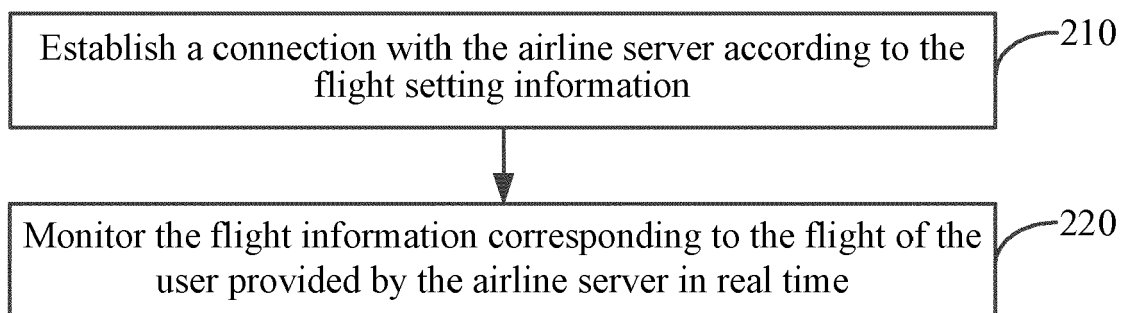 Establish a connection with the airline server according to the
flight setting information
210
Monitor the flight information corresponding to the flight of the
user provided by the airline server in real time
220